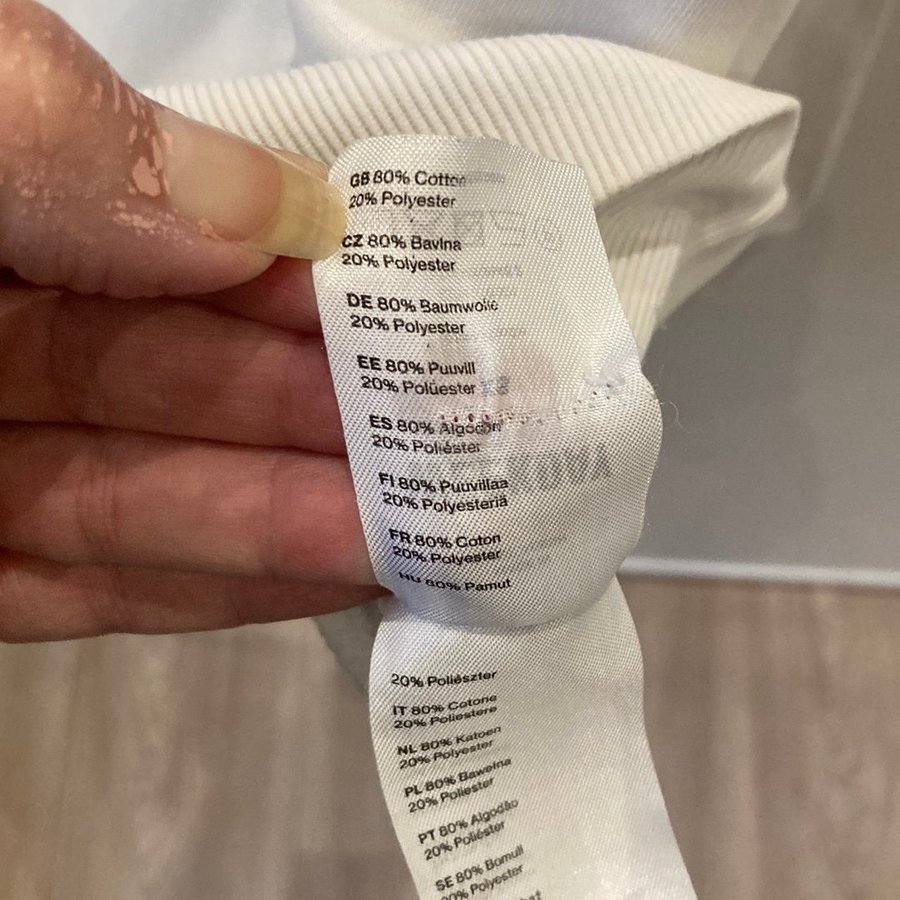 GB 80% Cotton
20% Polyester
CZ 80% Bavlna
20% Polyester
DE 80% Baumwolle
20% Polyester
EE 80% Puuvill
20% Polüester
ES 80% Algodón
20% Poliéster
FI 80% Puuvillaa
20% Polyesteriä
FR 80% Coton
20% Polyester
HU 80% Pamut
20% Poliészter
IT 80% Cotone
20% Poliestere
NL 80% Katoen
20% Polyester
PL 80% Bawełna
20% Poliester
PT 80% Algodão
20% Poliéster
SE 80% Bomull
20% Polyester